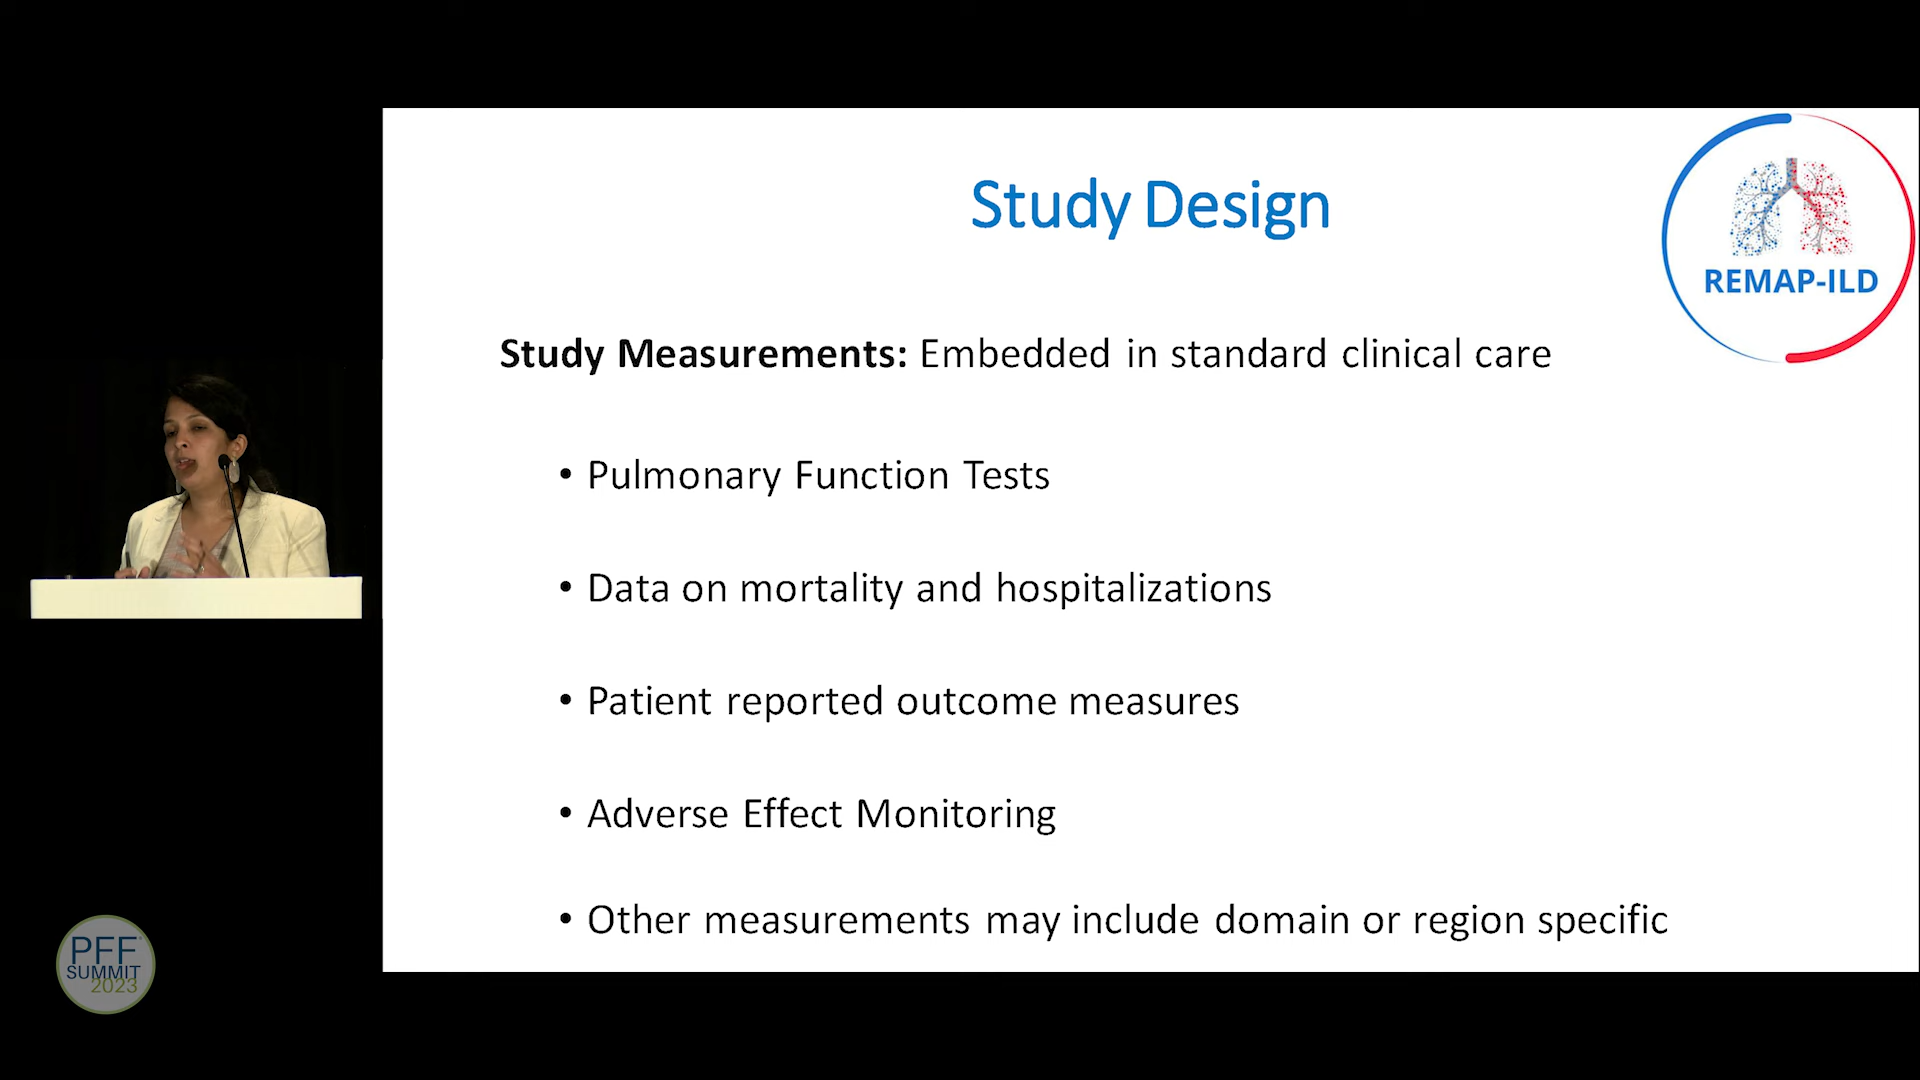 Study Design
REMAP-ILD
Study Measurements: Embedded in standard clinical care
• Pulmonary Function Tests
• Data on mortality and hospitalizations
• Patient reported outcome measures
• Adverse Effect Monitoring
• Other measurements may include domain or region specific
PFF
SUMMIT
2023